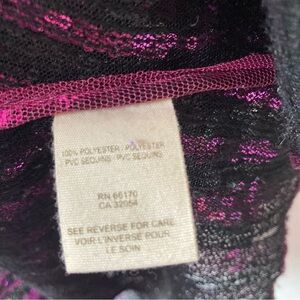 100% POLYESTER / POLYESTER
PVC SEQUINS / PVC SEQUINS
RN 66170
CA 32054
SEE REVERSE FOR CARE
VOIR L'INVERSE POUR
LE SOIN